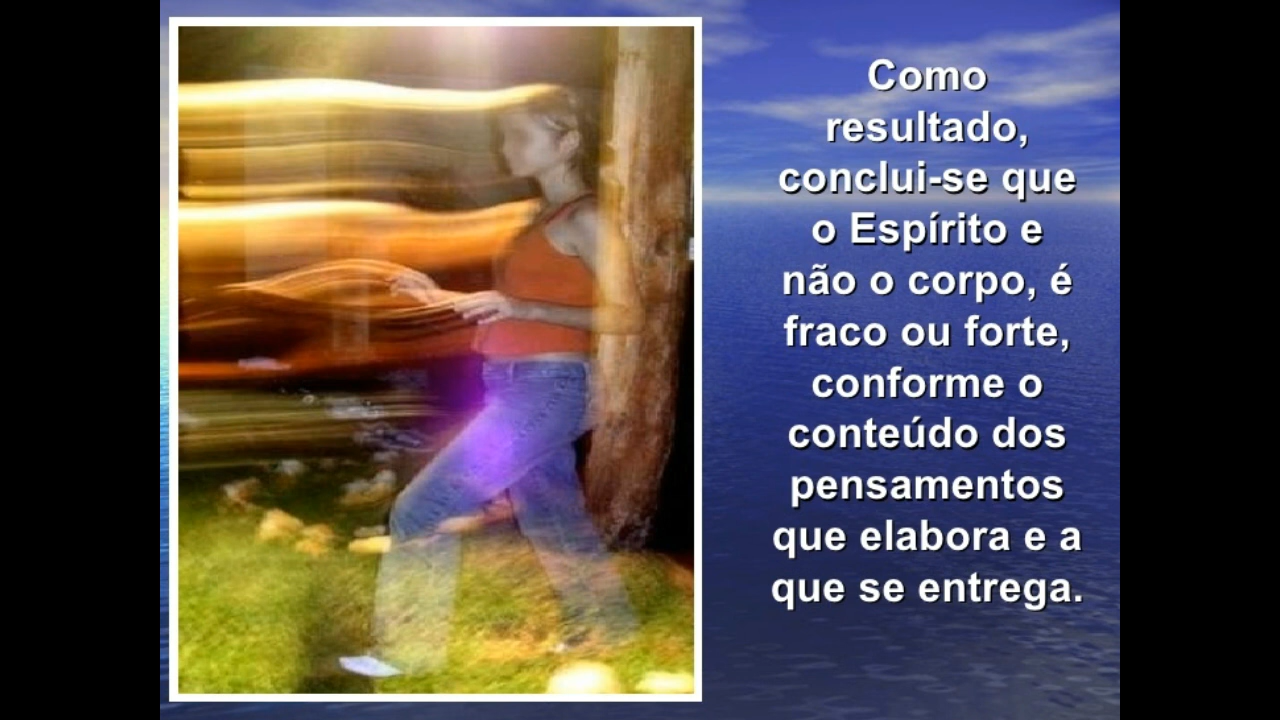 Como
resultado,
conclui-se que
o Espírito e
não o corpo, é
fraco ou forte,
conforme o
conteúdo dos
pensamentos
que elabora e a
que se entrega.